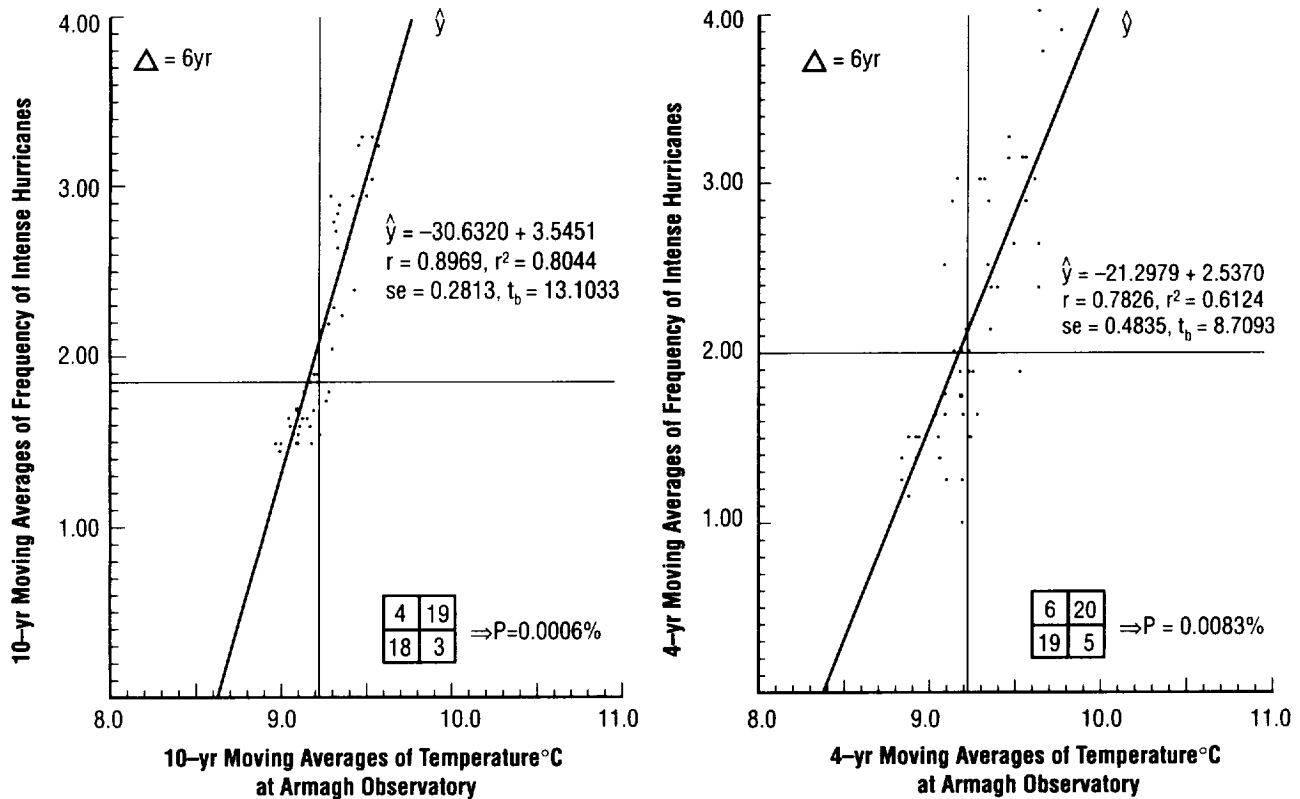 10–yr Moving Averages of Frequency of Intense Hurricanes
4.00
3.00
2.00
1.00
△ = 6yr
ŷ
ŷ = –30.6320 + 3.5451
r = 0.8969, r² = 0.8044
se = 0.2813, t_b = 13.1033
4 19
18 3
⇒P=0.0006%
8.0 9.0 10.0 11.0
10–yr Moving Averages of Temperature°C
at Armagh Observatory
4–yr Moving Averages of Frequency of Intense Hurricanes
4.00
3.00
2.00
1.00
△ = 6yr
ŷ
ŷ = –21.2979 + 2.5370
r = 0.7826, r² = 0.6124
se = 0.4835, t_b = 8.7093
6 20
19 5
⇒P = 0.0083%
8.0 9.0 10.0 11.0
4–yr Moving Averages of Temperature°C
at Armagh Observatory